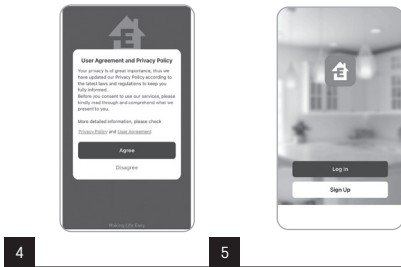 User Agreement and Privacy Policy
Your privacy is of great importance, thus we
have updated our Privacy Policy according to
the latest laws and regulations to keep you
fully informed.
Before you consent to use our services, please
kindly read through and comprehend what we
present to you.
More detailed information, please check
Privacy Policy and User Agreement
Agree
Disagree
Making Life Easy
4
Log In
Sign Up
5